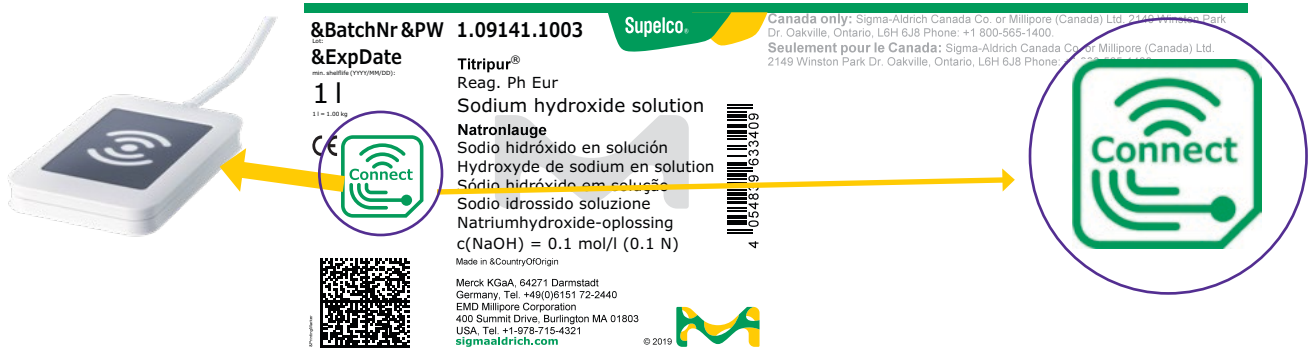 &BatchNr &PW
Lot:
&ExpDate
min. shelflife (YYYY/MM/DD):
1 l
1 l = 1.00 kg
CE
Connect
1.09141.1003
Titripur®
Reag. Ph Eur
Sodium hydroxide solution
Natronlauge
Sodio hidróxido en solución
Hydroxyde de sodium en solution
Sódio hidróxido em solução
Sodio idrossido soluzione
Natriumhydroxide-oplossing
c(NaOH) = 0.1 mol/l (0.1 N)
Made in &CountryOfOrigin
Merck KGaA, 64271 Darmstadt
Germany, Tel. +49(0)6151 72-2440
EMD Millipore Corporation
400 Summit Drive, Burlington MA 01803
USA, Tel. +1-978-715-4321
sigmaaldrich.com
© 2019
Supelco®
4 054839 633409
Canada only: Sigma-Aldrich Canada Co. or Millipore (Canada) Ltd. 2149 Winston Park
Dr. Oakville, Ontario, L6H 6J8 Phone: +1 800-565-1400.
Seulement pour le Canada: Sigma-Aldrich Canada Co. or Millipore (Canada) Ltd.
2149 Winston Park Dr. Oakville, Ontario, L6H 6J8 Phone:
Connect